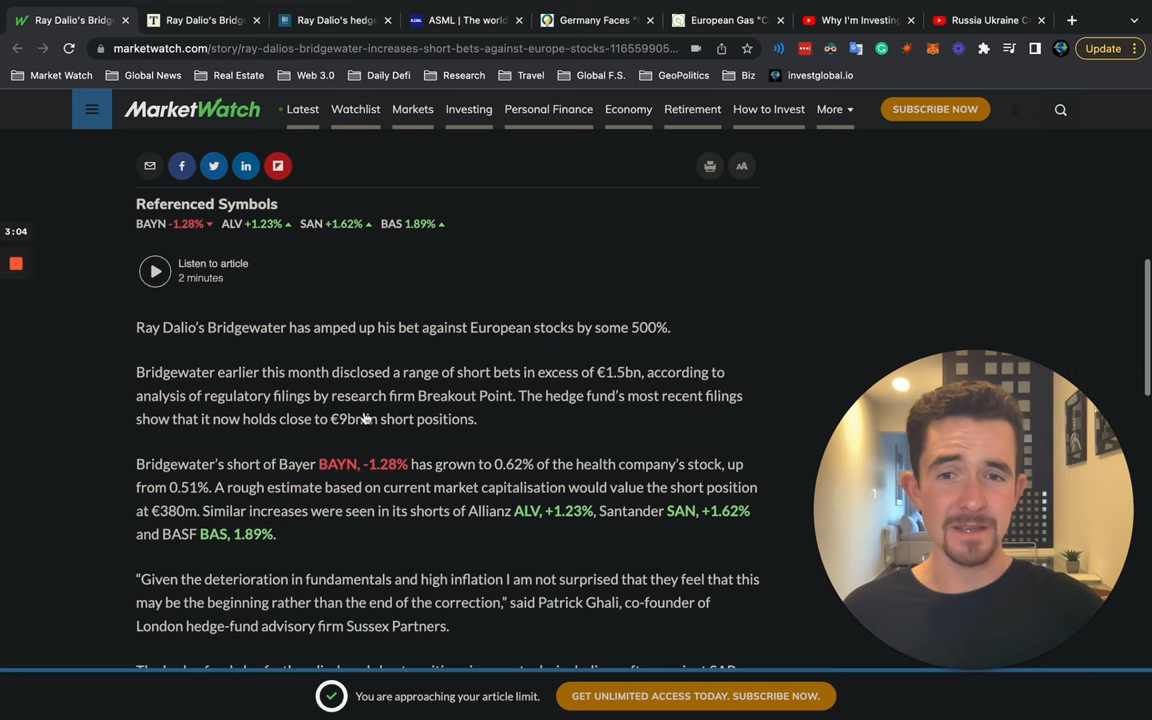 Ray Dalio's Bridg
Ray Dalio's Bridge
Ray Dalio's hedge
ASML | The world
Germany Faces "C
European Gas "C
Why I'm Investing
Russia Ukraine C
marketwatch.com/story/ray-dalios-bridgewater-increases-short-bets-against-europe-stocks-116559905...
Update
Market Watch
Global News
Real Estate
Web 3.0
Daily Defi
Research
Travel
Global F.S.
GeoPolitics
Biz
investglobal.io
MarketWatch
Latest
Watchlist
Markets
Investing
Personal Finance
Economy
Retirement
How to Invest
More
SUBSCRIBE NOW
AA
Referenced Symbols
BAYN -1.28% ALV +1.23% SAN +1.62% BAS 1.89%
3:04
Listen to article
2 minutes
Ray Dalio's Bridgewater has amped up his bet against European stocks by some 500%.
Bridgewater earlier this month disclosed a range of short bets in excess of €1.5bn, according to
analysis of regulatory filings by research firm Breakout Point. The hedge fund's most recent filings
show that it now holds close to €9bn in short positions.
Bridgewater's short of Bayer BAYN, -1.28% has grown to 0.62% of the health company's stock, up
from 0.51%. A rough estimate based on current market capitalisation would value the short position
at €380m. Similar increases were seen in its shorts of Allianz ALV, +1.23%, Santander SAN, +1.62%
and BASF BAS, 1.89%.
"Given the deterioration in fundamentals and high inflation I am not surprised that they feel that this
may be the beginning rather than the end of the correction," said Patrick Ghali, co-founder of
London hedge-fund advisory firm Sussex Partners.
You are approaching your article limit.
GET UNLIMITED ACCESS TODAY. SUBSCRIBE NOW.